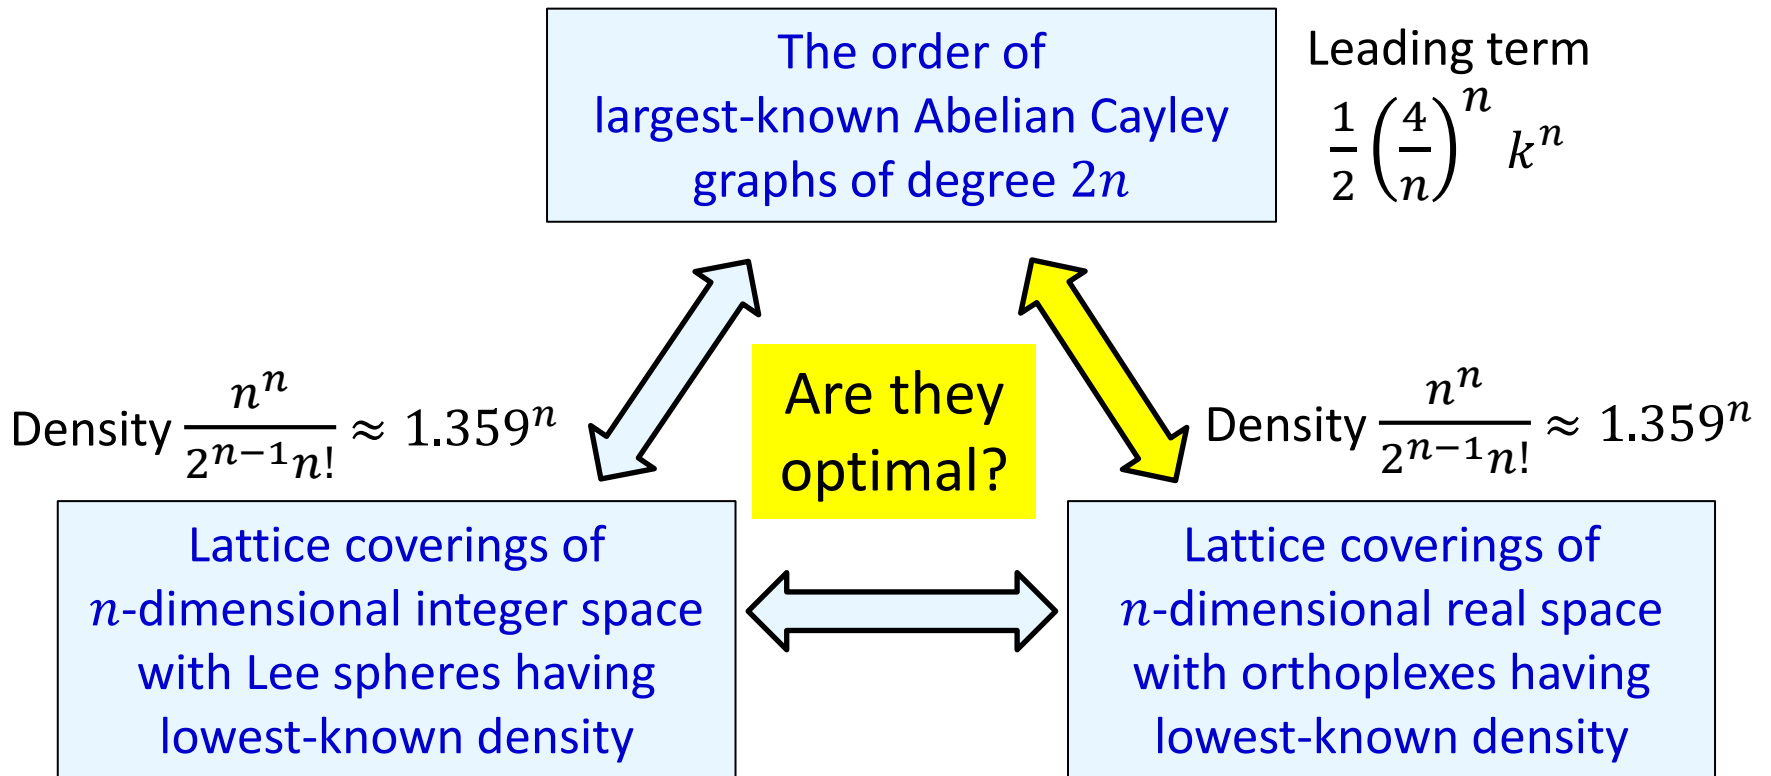 The order of
largest-known Abelian Cayley
graphs of degree 2n
Leading term
1/2 (4/n)^n k^n
Density n^n/(2^{n−1}n!) ≈ 1.359^n
Are they
optimal?
Density n^n/(2^{n−1}n!) ≈ 1.359^n
Lattice coverings of
n-dimensional integer space
with Lee spheres having
lowest-known density
Lattice coverings of
n-dimensional real space
with orthoplexes having
lowest-known density